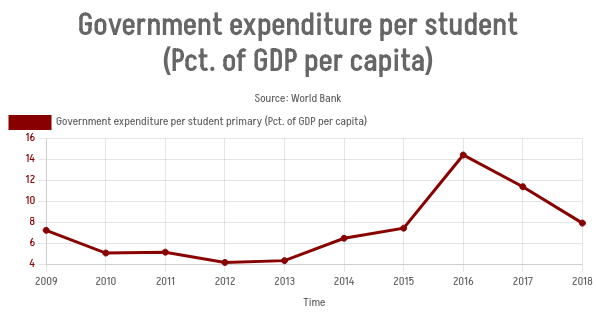 Government expenditure per student
(Pct. of GDP per capita)
Source: World Bank
Government expenditure per student primary (Pct. of GDP per capita)
16
14
12
10
8
6
4
2009 2010 2011 2012 2013 2014 2015 2016 2017 2018
Time